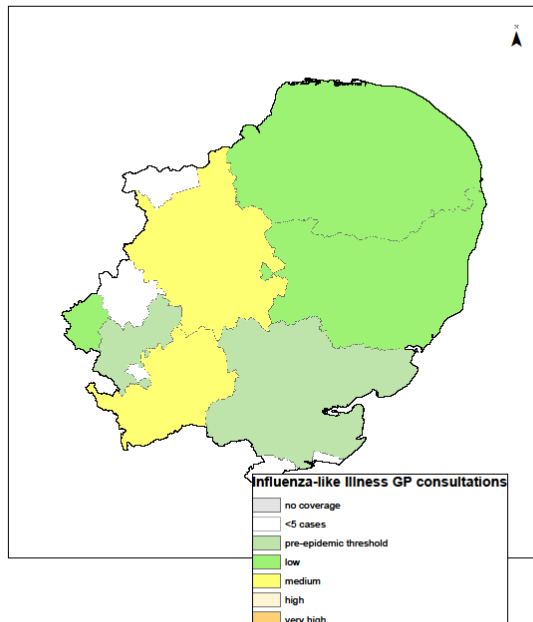 N
Influenza-like Illness GP consultations
no coverage
<5 cases
pre-epidemic threshold
low
medium
high
very high